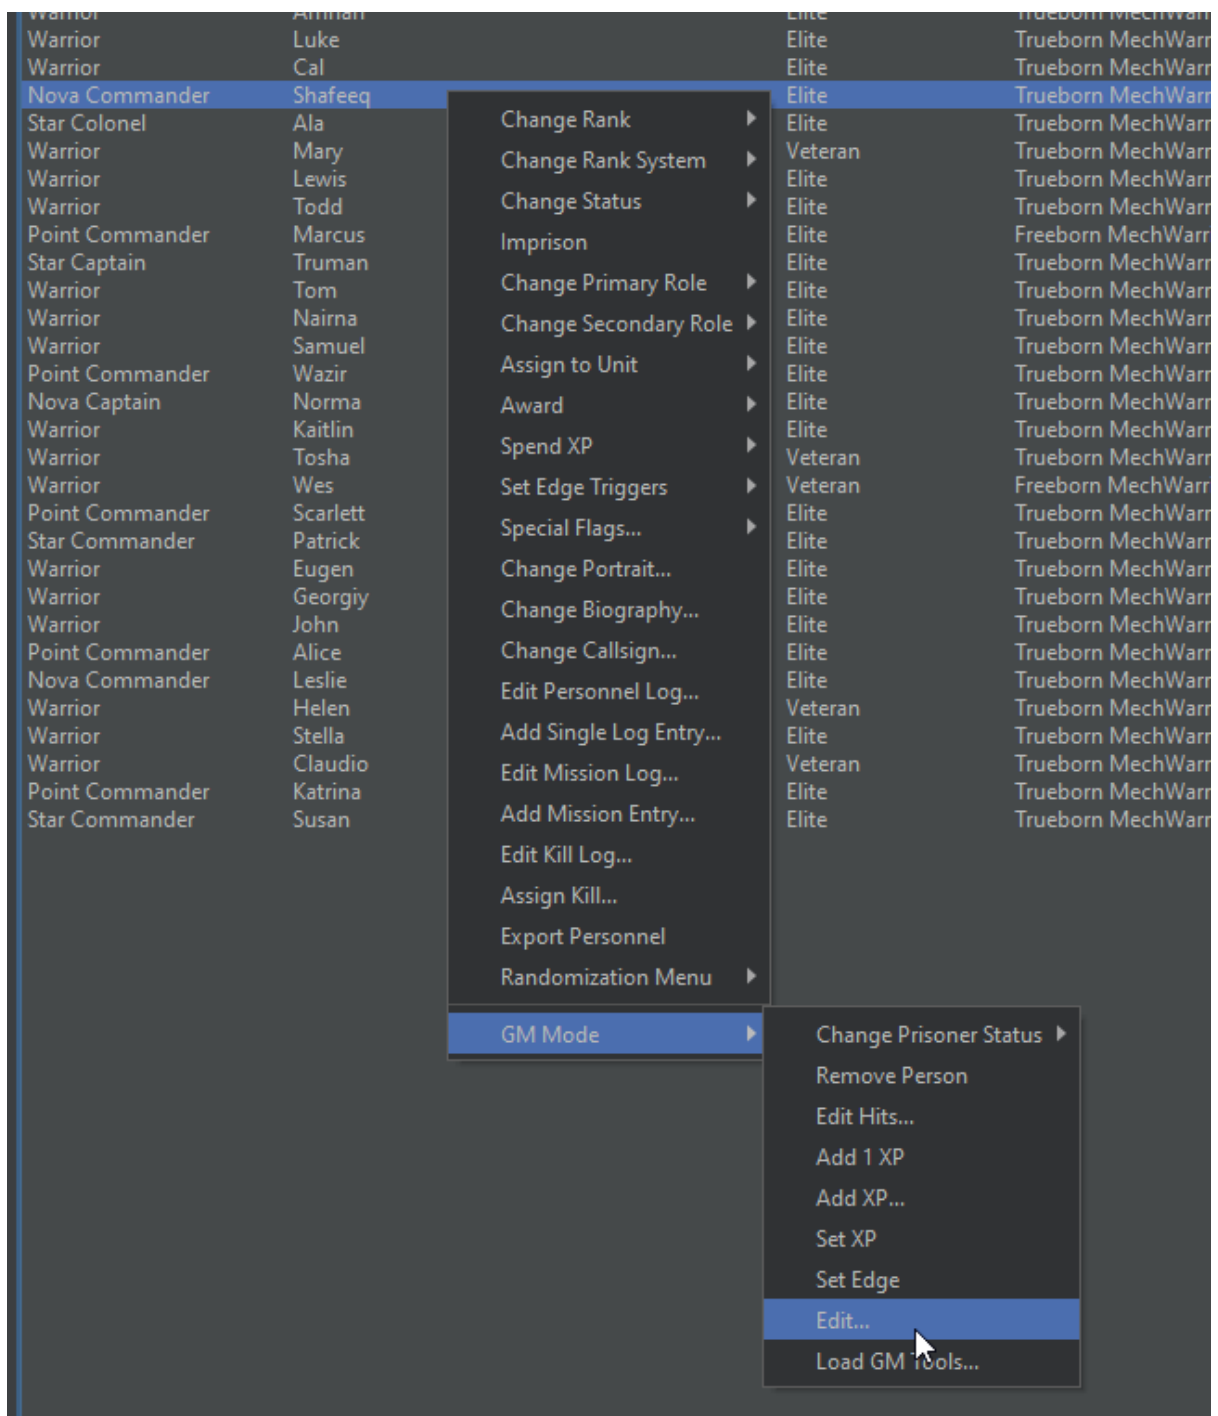 Warrior Amnan Elite Trueborn MechWarr
Warrior Luke Elite Trueborn MechWarr
Warrior Cal Elite Trueborn MechWarr
Nova Commander Shafeeq Elite Trueborn MechWarr
Star Colonel Ala Elite Trueborn MechWarr
Warrior Mary Veteran Trueborn MechWarr
Warrior Lewis Elite Trueborn MechWarr
Warrior Todd Elite Trueborn MechWarr
Point Commander Marcus Elite Freeborn MechWarr
Star Captain Truman Elite Trueborn MechWarr
Warrior Tom Elite Trueborn MechWarr
Warrior Nairna Elite Trueborn MechWarr
Warrior Samuel Elite Trueborn MechWarr
Point Commander Wazir Elite Trueborn MechWarr
Nova Captain Norma Elite Trueborn MechWarr
Warrior Kaitlin Elite Trueborn MechWarr
Warrior Tosha Veteran Trueborn MechWarr
Warrior Wes Veteran Freeborn MechWarr
Point Commander Scarlett Elite Trueborn MechWarr
Star Commander Patrick Elite Trueborn MechWarr
Warrior Eugen Elite Trueborn MechWarr
Warrior Georgiy Elite Trueborn MechWarr
Warrior John Elite Trueborn MechWarr
Point Commander Alice Elite Trueborn MechWarr
Nova Commander Leslie Elite Trueborn MechWarr
Warrior Helen Veteran Trueborn MechWarr
Warrior Stella Elite Trueborn MechWarr
Warrior Claudio Veteran Trueborn MechWarr
Point Commander Katrina Elite Trueborn MechWarr
Star Commander Susan Elite Trueborn MechWarr
Change Rank
Change Rank System
Change Status
Imprison
Change Primary Role
Change Secondary Role
Assign to Unit
Award
Spend XP
Set Edge Triggers
Special Flags...
Change Portrait...
Change Biography...
Change Callsign...
Edit Personnel Log...
Add Single Log Entry...
Edit Mission Log...
Add Mission Entry...
Edit Kill Log...
Assign Kill...
Export Personnel
Randomization Menu
GM Mode
Change Prisoner Status
Remove Person
Edit Hits...
Add 1 XP
Add XP...
Set XP
Set Edge
Edit...
Load GM Tools...